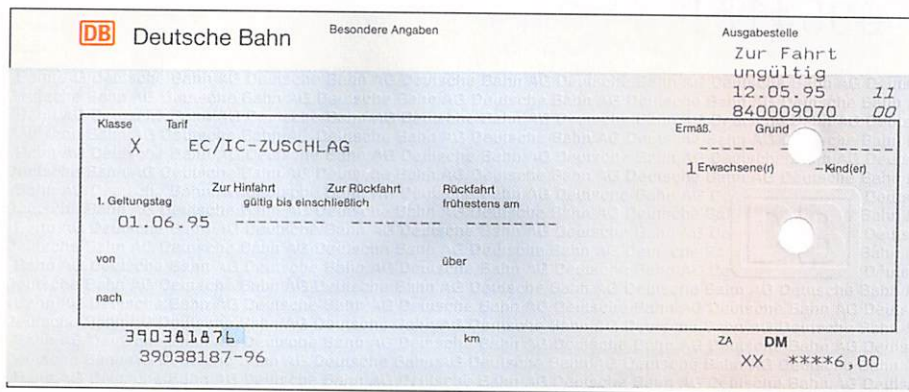 DB Deutsche Bahn Besondere Angaben Ausgabestelle
Zur Fahrt
ungültig
12.05.95 11
840009070 00
Klasse Tarif Ermäß. Grund
X EC/IC-ZUSCHLAG ----- -----
1 Erwachsene(r) –Kind(er)
Zur Hinfahrt Zur Rückfahrt Rückfahrt
1. Geltungstag gültig bis einschließlich frühestens am
01.06.95
von über
nach
390381876 km ZA DM
39038187-96 XX ****6,00